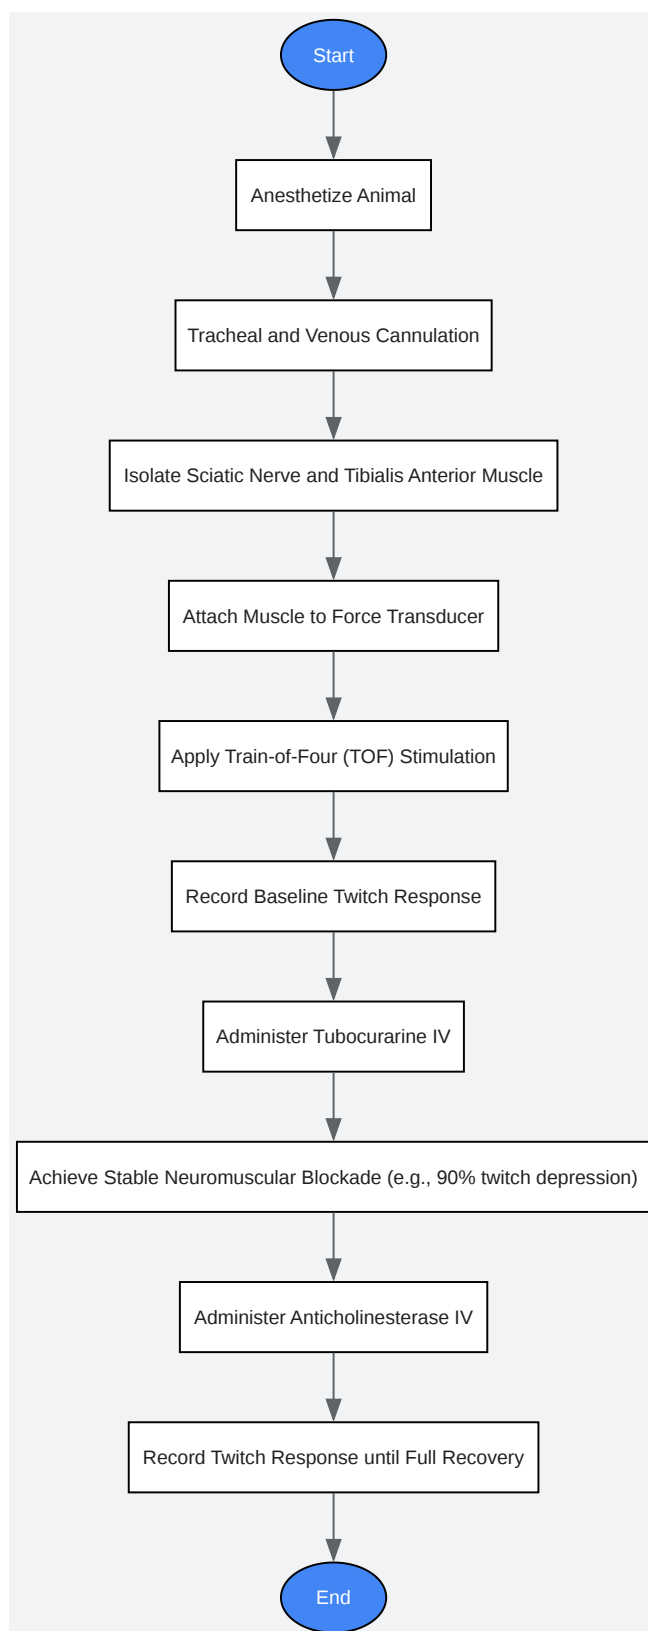 Start
Anesthetize Animal
Tracheal and Venous Cannulation
Isolate Sciatic Nerve and Tibialis Anterior Muscle
Attach Muscle to Force Transducer
Apply Train-of-Four (TOF) Stimulation
Record Baseline Twitch Response
Administer Tubocurarine IV
Achieve Stable Neuromuscular Blockade (e.g., 90% twitch depression)
Administer Anticholinesterase IV
Record Twitch Response until Full Recovery
End